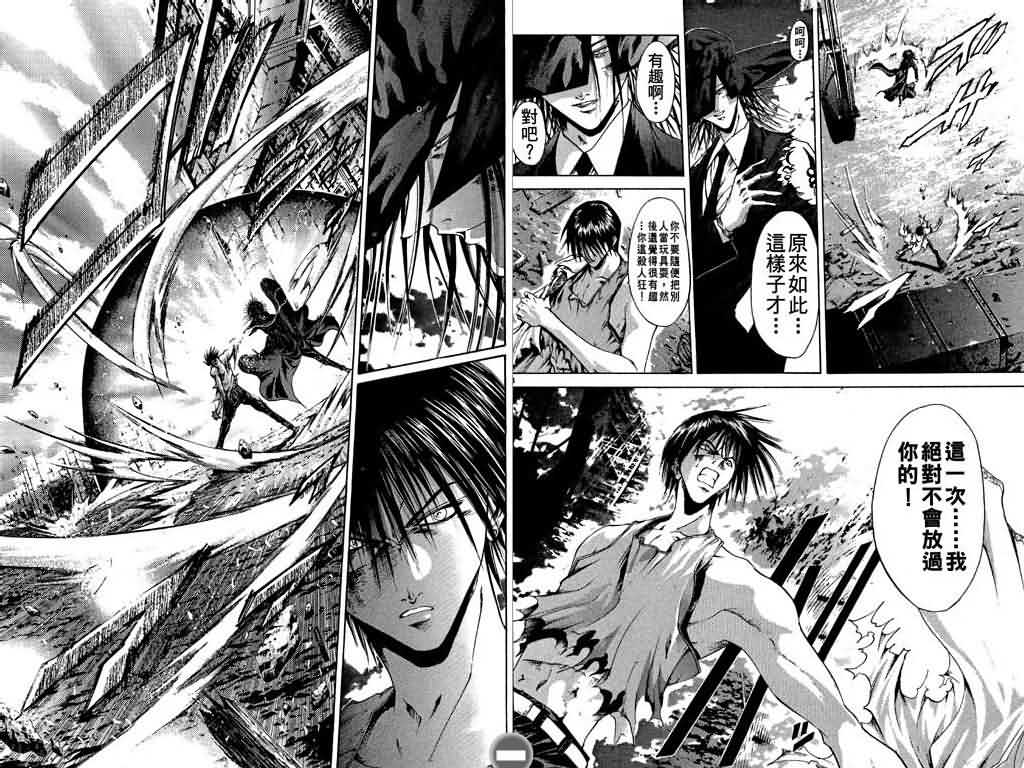 呵呵…
原來如此…
這樣子才…
有趣啊…
對吧？
你不要隨便把別
人當玩具耍，然
後還覺得很有趣
…你這殺人狂！
這一次……我
絕對不會放過
你的！